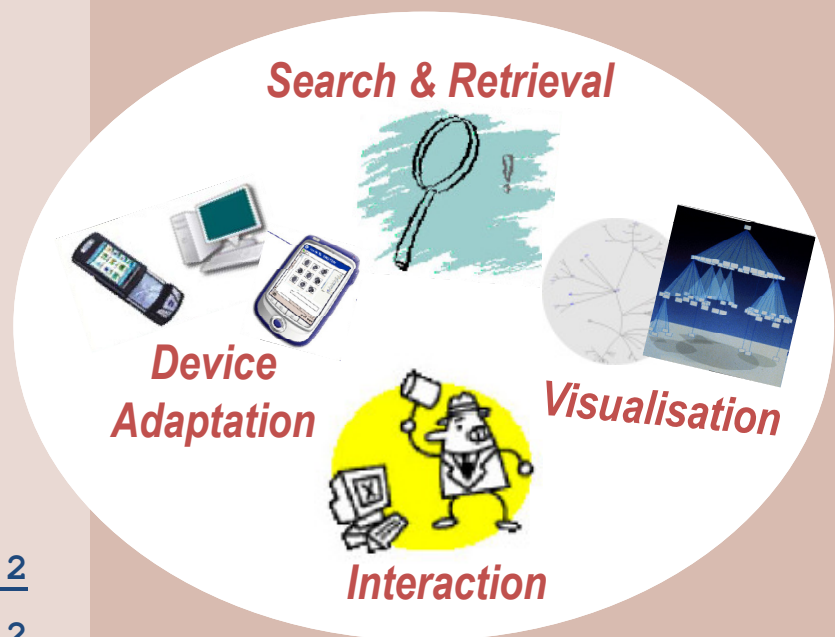 Search & Retrieval
Device
Adaptation
Visualisation
Interaction
2
2